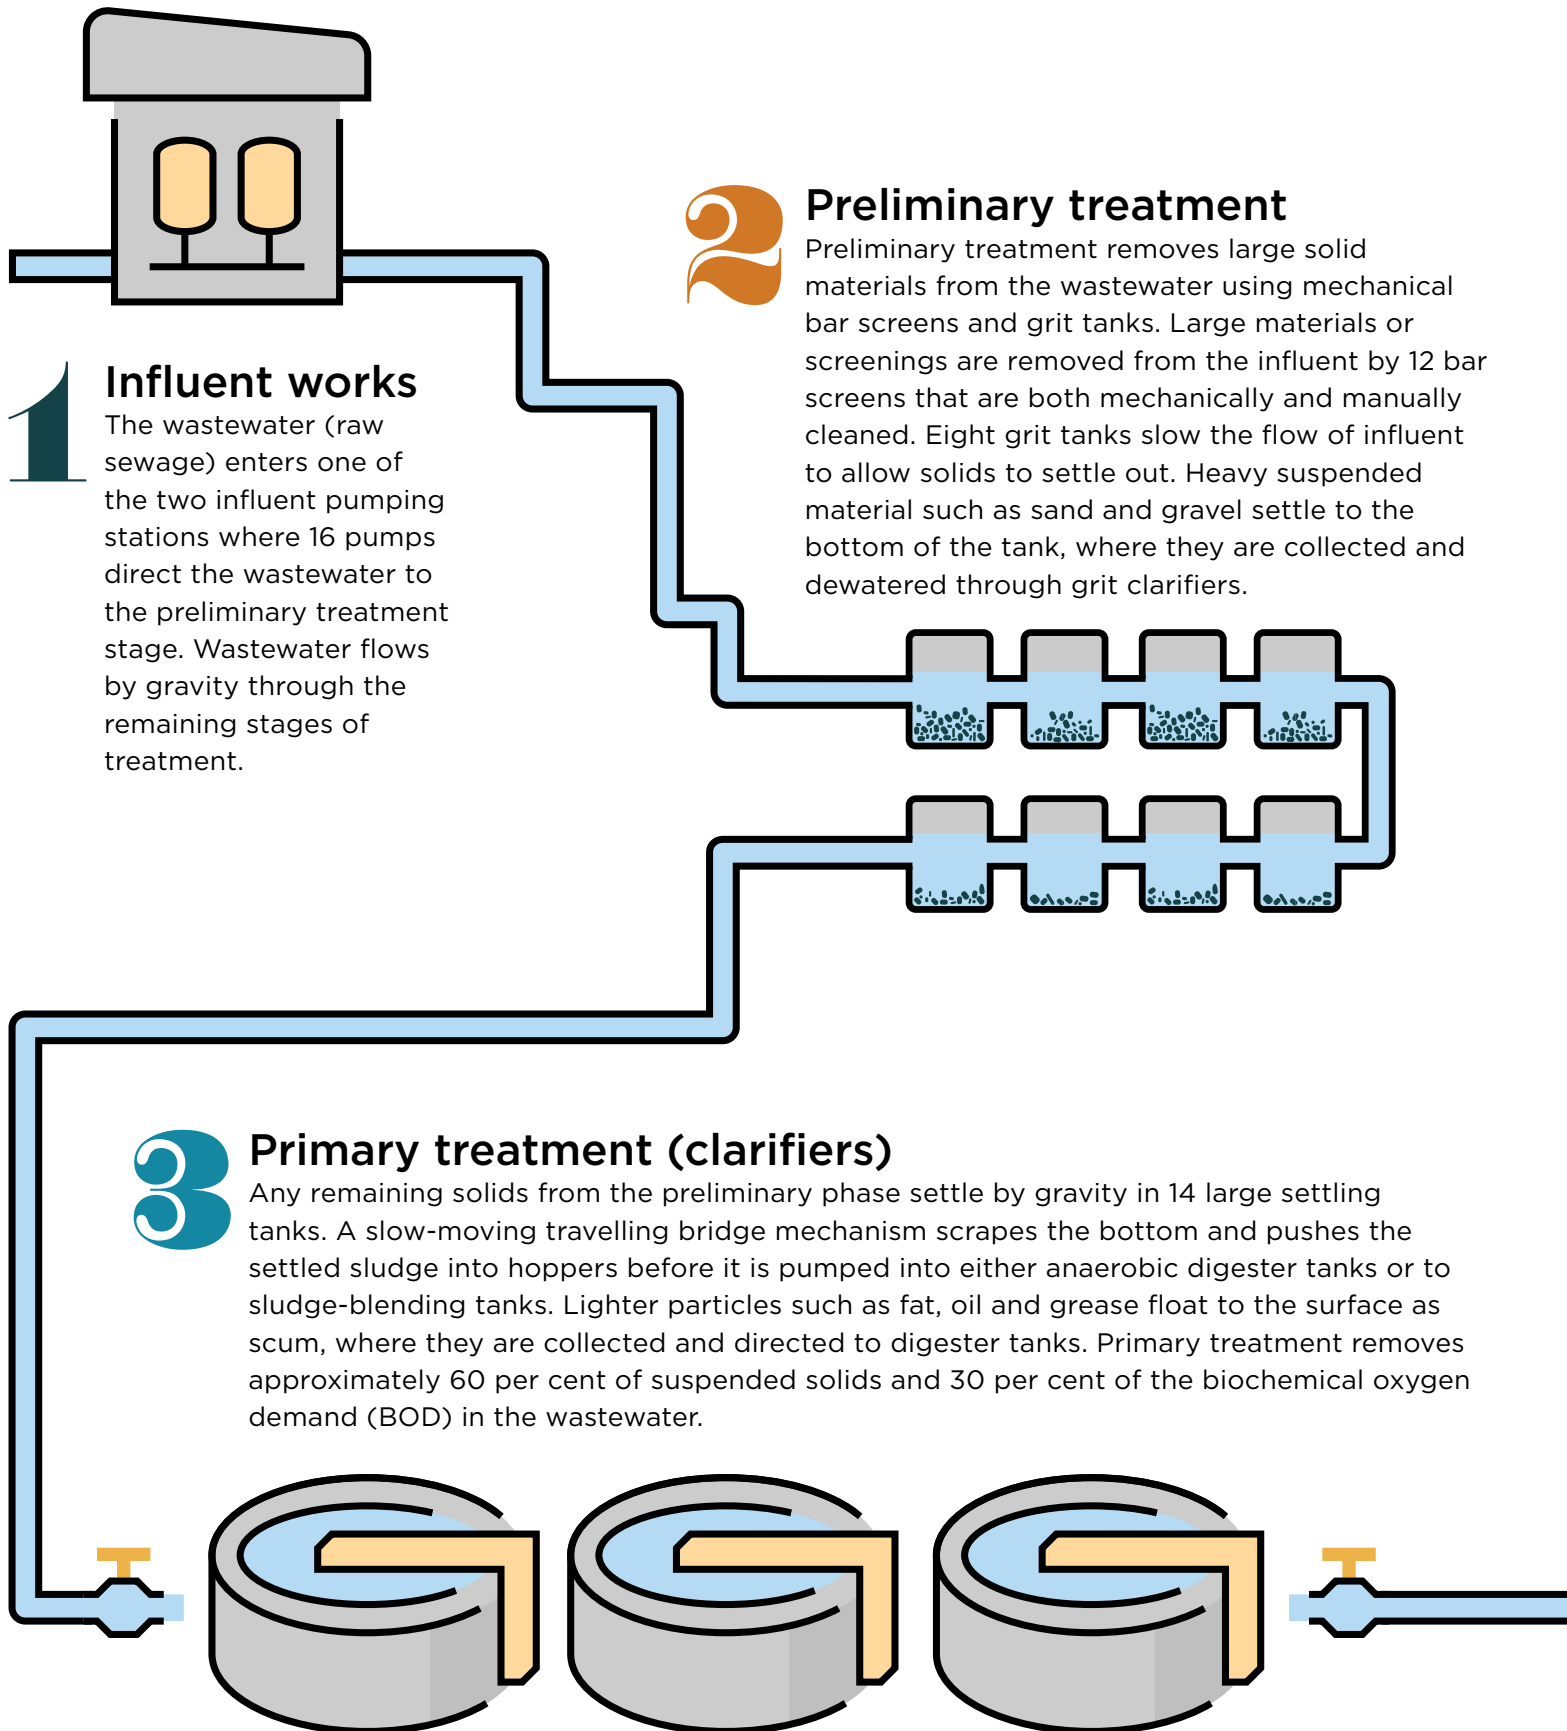 1
Influent works
The wastewater (raw
sewage) enters one of
the two influent pumping
stations where 16 pumps
direct the wastewater to
the preliminary treatment
stage. Wastewater flows
by gravity through the
remaining stages of
treatment.
2
Preliminary treatment
Preliminary treatment removes large solid
materials from the wastewater using mechanical
bar screens and grit tanks. Large materials or
screenings are removed from the influent by 12 bar
screens that are both mechanically and manually
cleaned. Eight grit tanks slow the flow of influent
to allow solids to settle out. Heavy suspended
material such as sand and gravel settle to the
bottom of the tank, where they are collected and
dewatered through grit clarifiers.
3
Primary treatment (clarifiers)
Any remaining solids from the preliminary phase settle by gravity in 14 large settling
tanks. A slow-moving travelling bridge mechanism scrapes the bottom and pushes the
settled sludge into hoppers before it is pumped into either anaerobic digester tanks or to
sludge-blending tanks. Lighter particles such as fat, oil and grease float to the surface as
scum, where they are collected and directed to digester tanks. Primary treatment removes
approximately 60 per cent of suspended solids and 30 per cent of the biochemical oxygen
demand (BOD) in the wastewater.